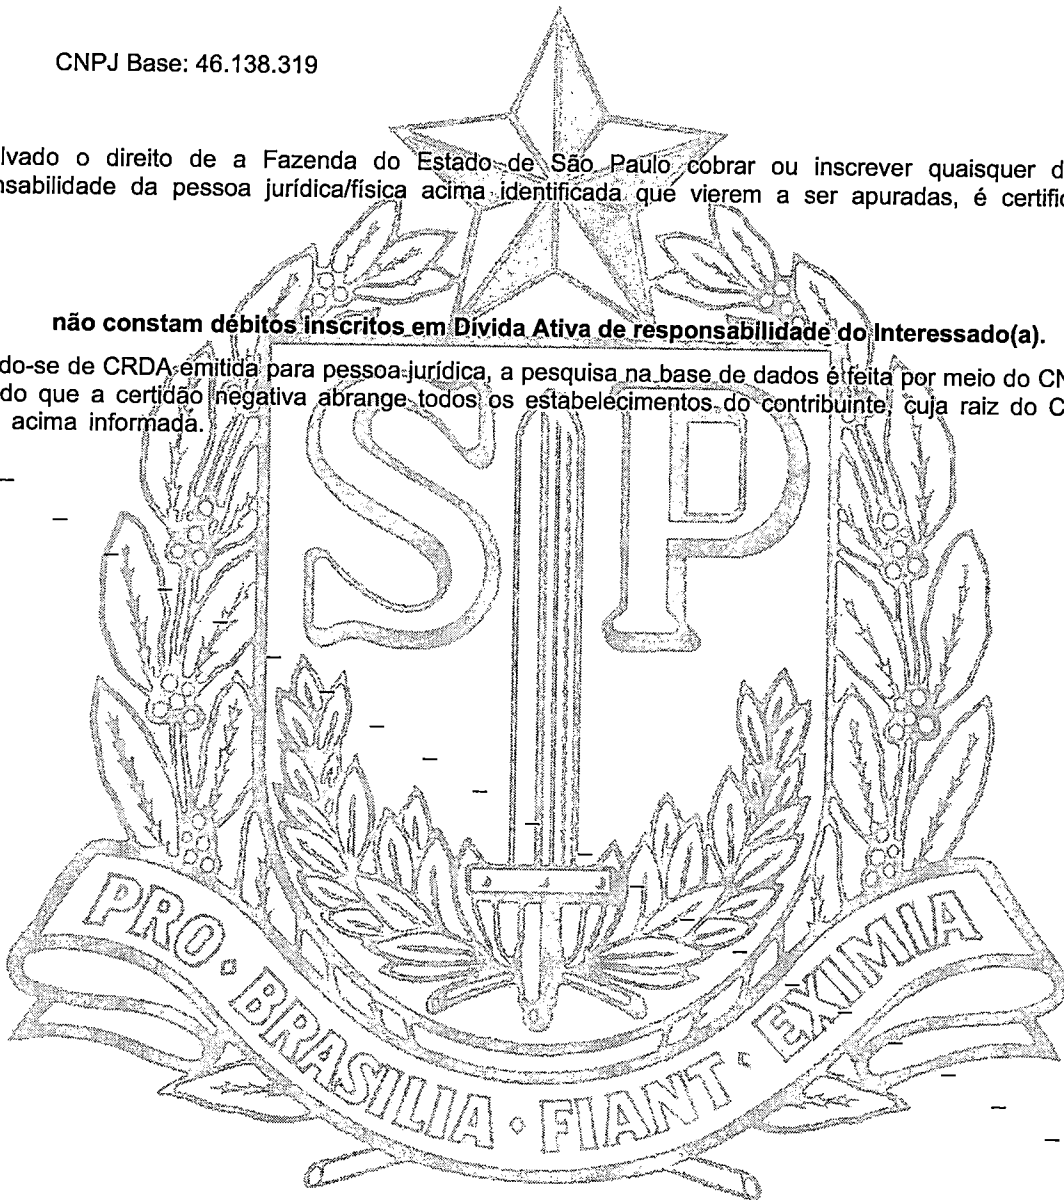 CNPJ Base: 46.138.319
lvado o direito de a Fazenda do Estado de São Paulo cobrar ou inscrever quaisquer d
nsabilidade da pessoa jurídica/física acima identificada que vierem a ser apuradas, é certific
não constam débitos inscritos em Dívida Ativa de responsabilidade do Interessado(a).
do-se de CRDA emitida para pessoa jurídica, a pesquisa na base de dados é feita por meio do CN
do que a certidão negativa abrange todos os estabelecimentos do contribuinte, cuja raiz do C
acima informada.
SP
PRO · BRASILIA · FIANT · EXIMIA